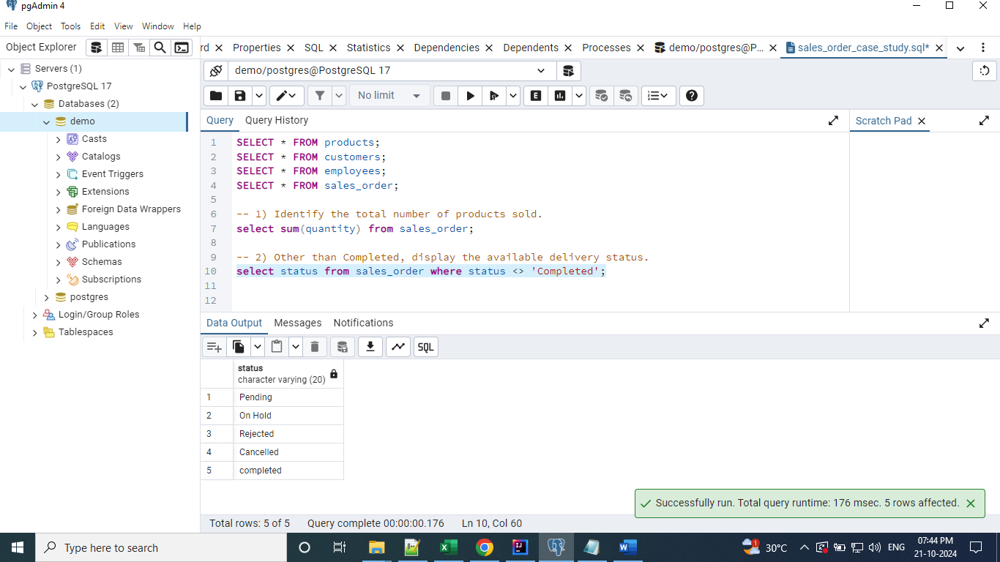 pgAdmin 4
File Object Tools Edit View Window Help
Object Explorer
rd Properties SQL Statistics Dependencies Dependents Processes demo/postgres@P... sales_order_case_study.sql*
Servers (1)
PostgreSQL 17
Databases (2)
demo
Casts
Catalogs
Event Triggers
Extensions
Foreign Data Wrappers
Languages
Publications
Schemas
Subscriptions
postgres
Login/Group Roles
Tablespaces
demo/postgres@PostgreSQL 17
No limit
E
Query Query History
Scratch Pad
1 SELECT * FROM products;
2 SELECT * FROM customers;
3 SELECT * FROM employees;
4 SELECT * FROM sales_order;
5
6 -- 1) Identify the total number of products sold.
7 select sum(quantity) from sales_order;
8
9 -- 2) Other than Completed, display the available delivery status.
10 select status from sales_order where status <> 'Completed';
11
12
Data Output Messages Notifications
SQL
status
character varying (20)
1 Pending
2 On Hold
3 Rejected
4 Cancelled
5 completed
Successfully run. Total query runtime: 176 msec. 5 rows affected.
Total rows: 5 of 5 Query complete 00:00:00.176 Ln 10, Col 60
Type here to search
1
30°C
ENG
07:44 PM
21-10-2024